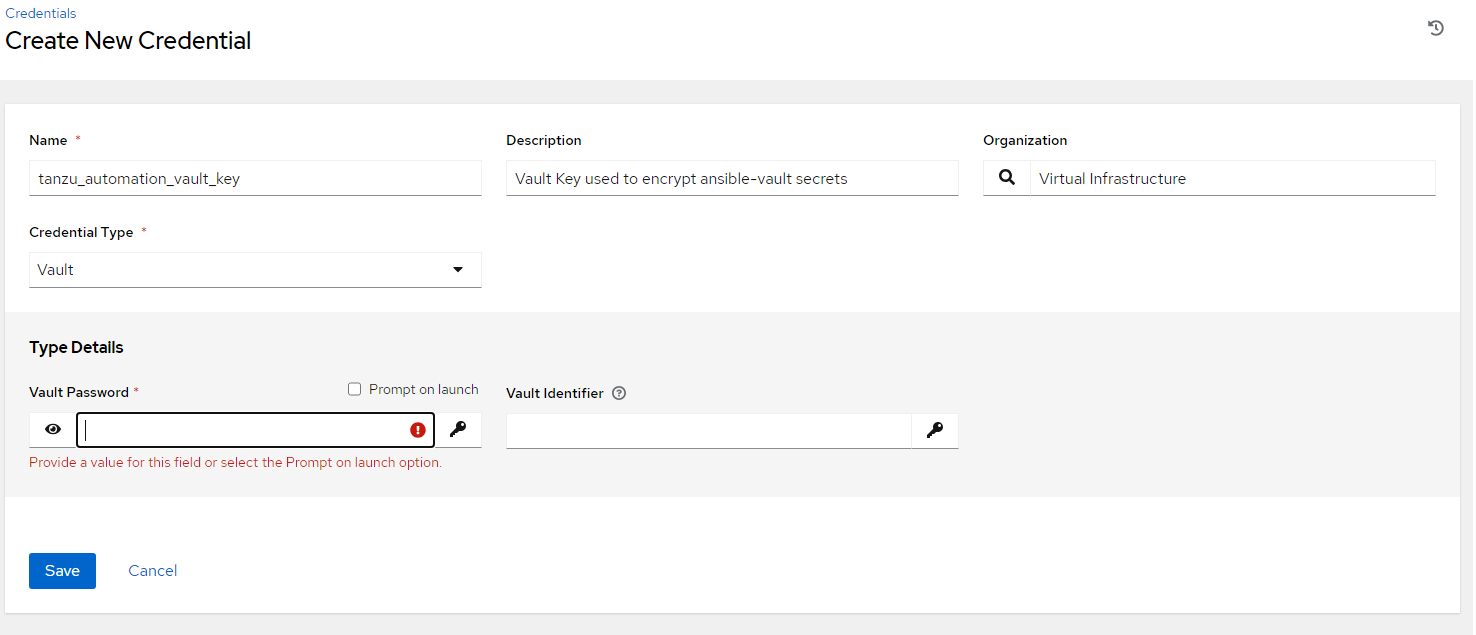 Credentials
Create New Credential
Name *
Description
Organization
tanzu_automation_vault_key
Vault Key used to encrypt ansible-vault secrets
Virtual Infrastructure
Credential Type *
Vault
Type Details
Vault Password *
Prompt on launch
Vault Identifier
Provide a value for this field or select the Prompt on launch option.
Save
Cancel